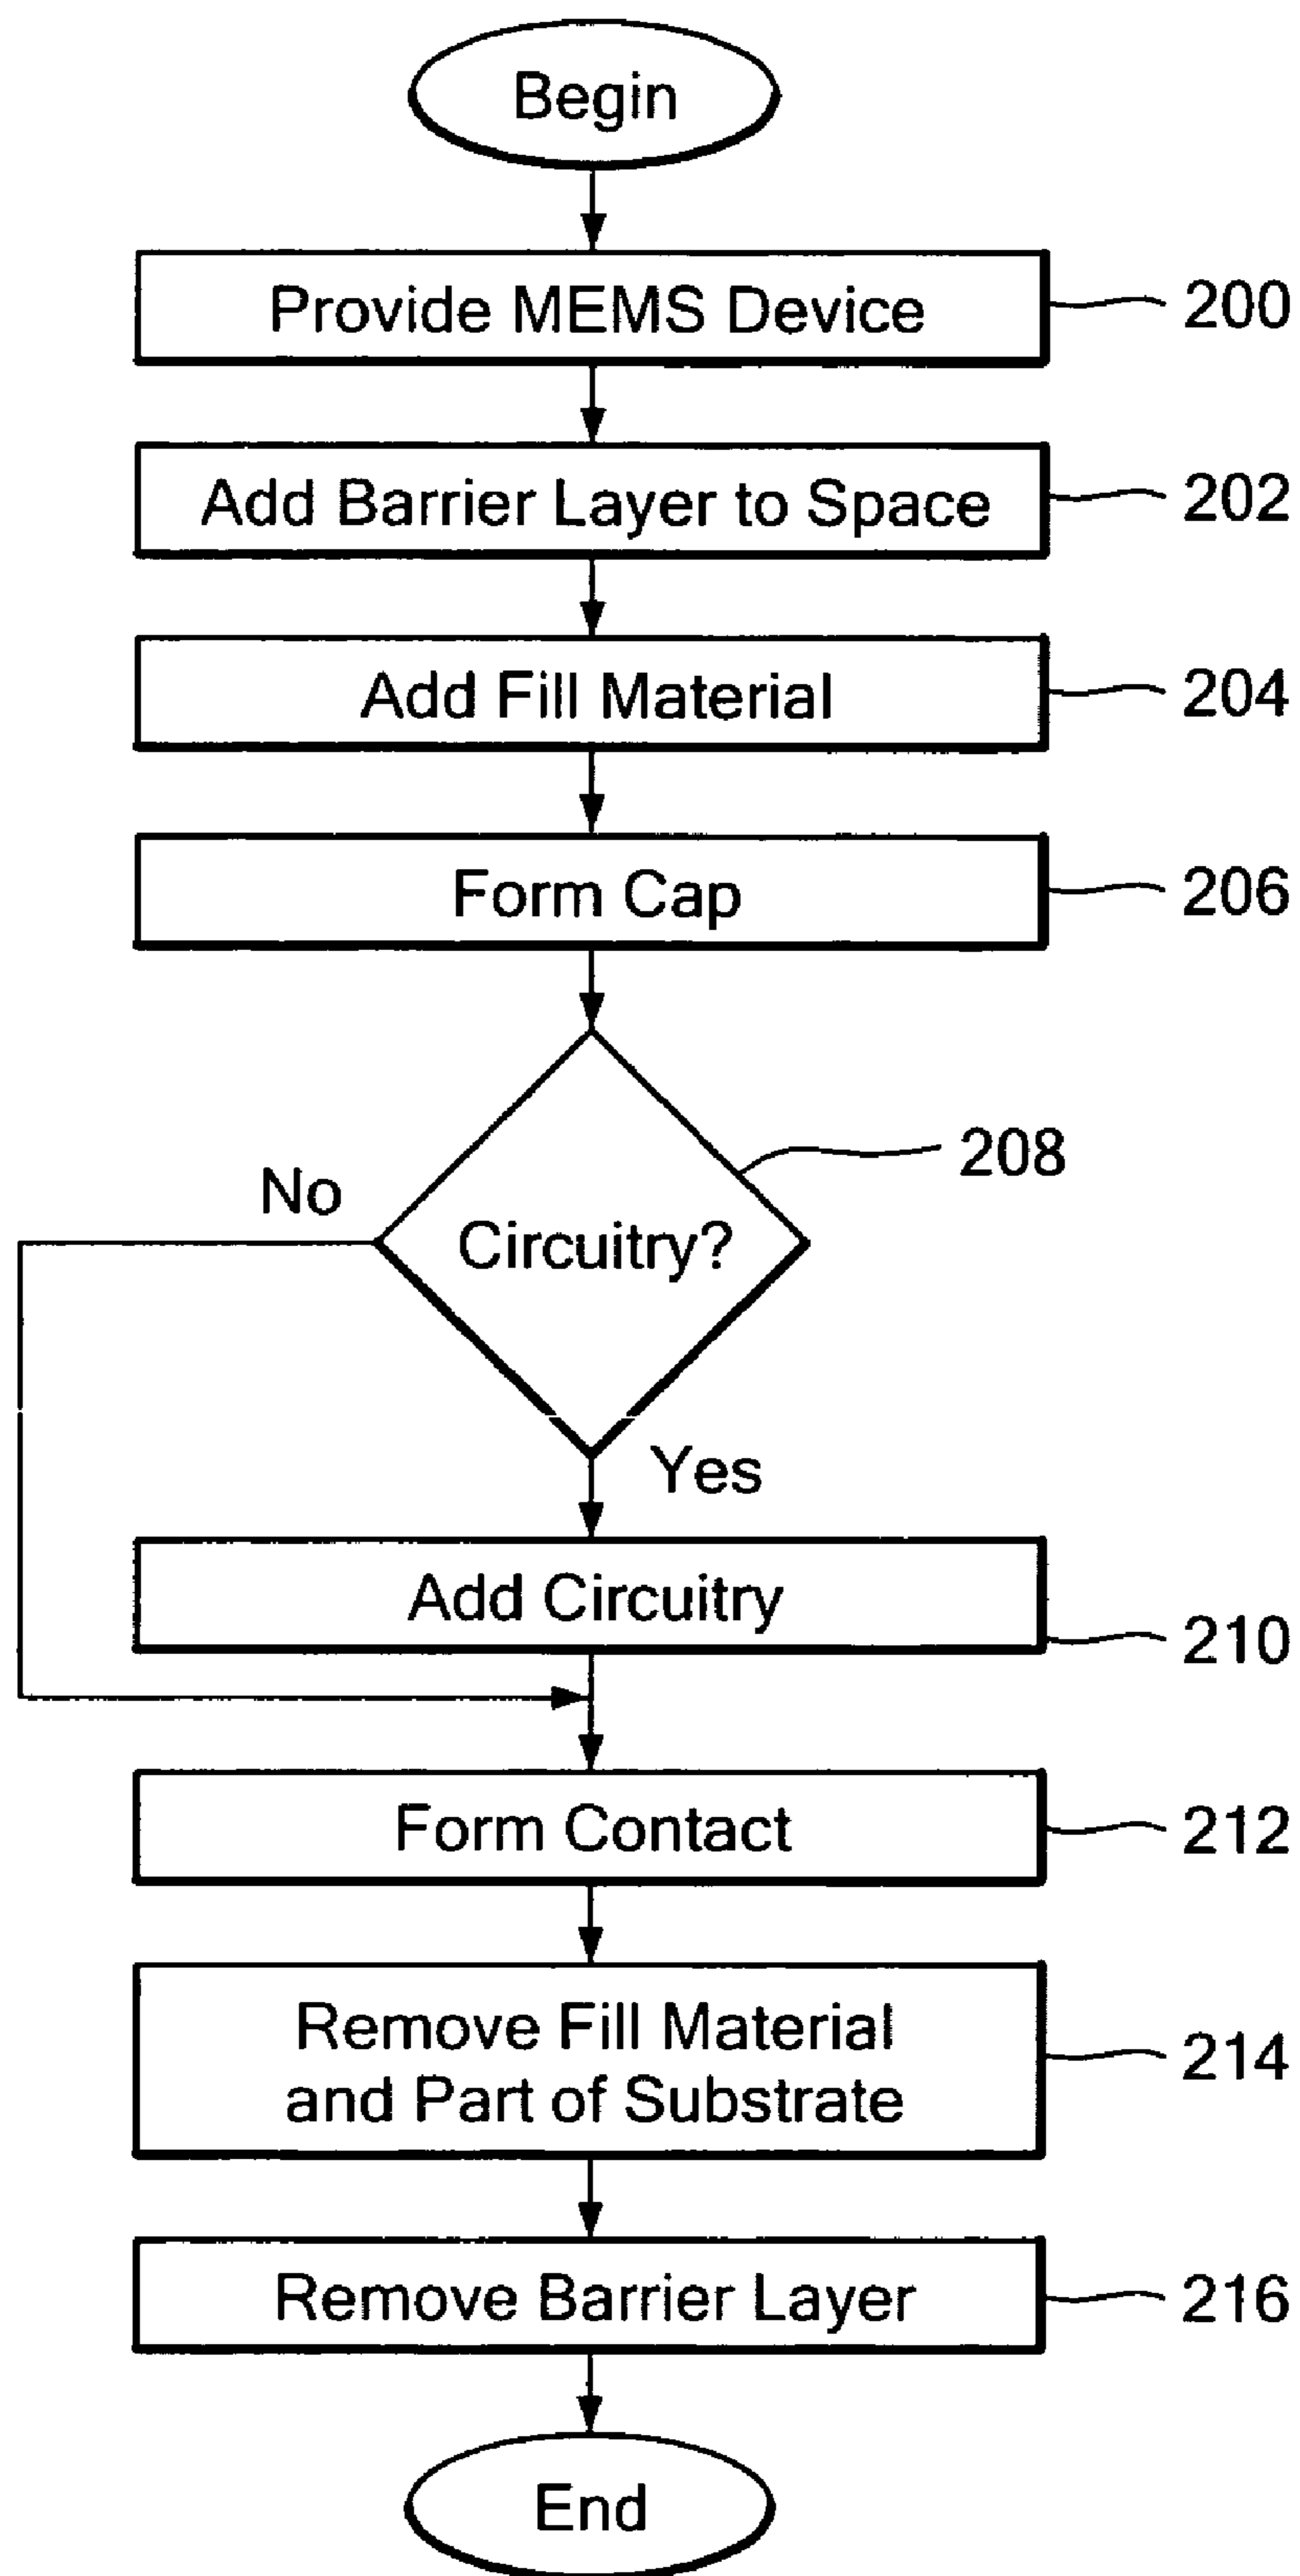 Begin
Provide MEMS Device
200
Add Barrier Layer to Space
202
Add Fill Material
204
Form Cap
206
208
No
Circuitry?
Yes
Add Circuitry
210
Form Contact
212
Remove Fill Material
and Part of Substrate
214
Remove Barrier Layer
216
End